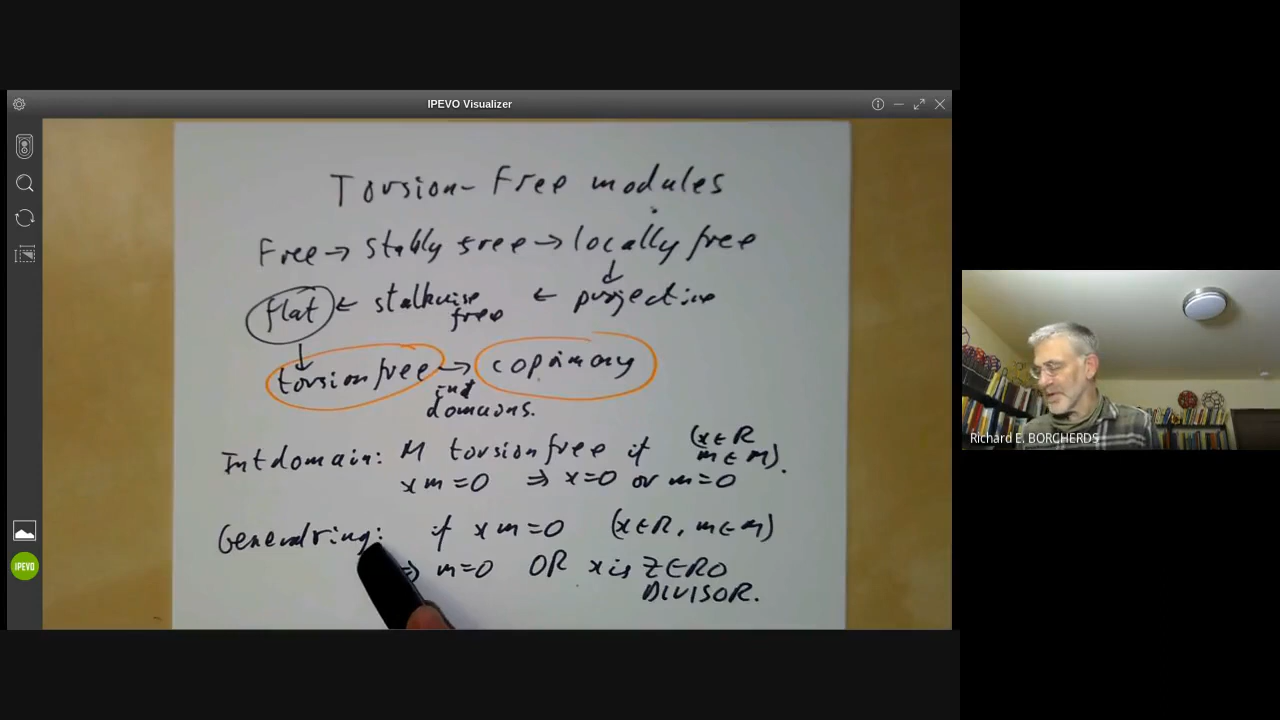 IPEVO Visualizer
Torsion-Free modules
Free → Stably free → locally free
↓
flat ← stalkwise free ← projective
↓
torsion free → coprimary
int domains.
Int domain: M torsion free if (x ∈ R m ∈ M).
x m = 0 ⇒ x = 0 or m = 0
General ring: if x m = 0 (x ∈ R, m ∈ M)
⇒ m = 0 OR x is ZERO
DIVISOR.
IPEVO
Richard E. BORCHERDS